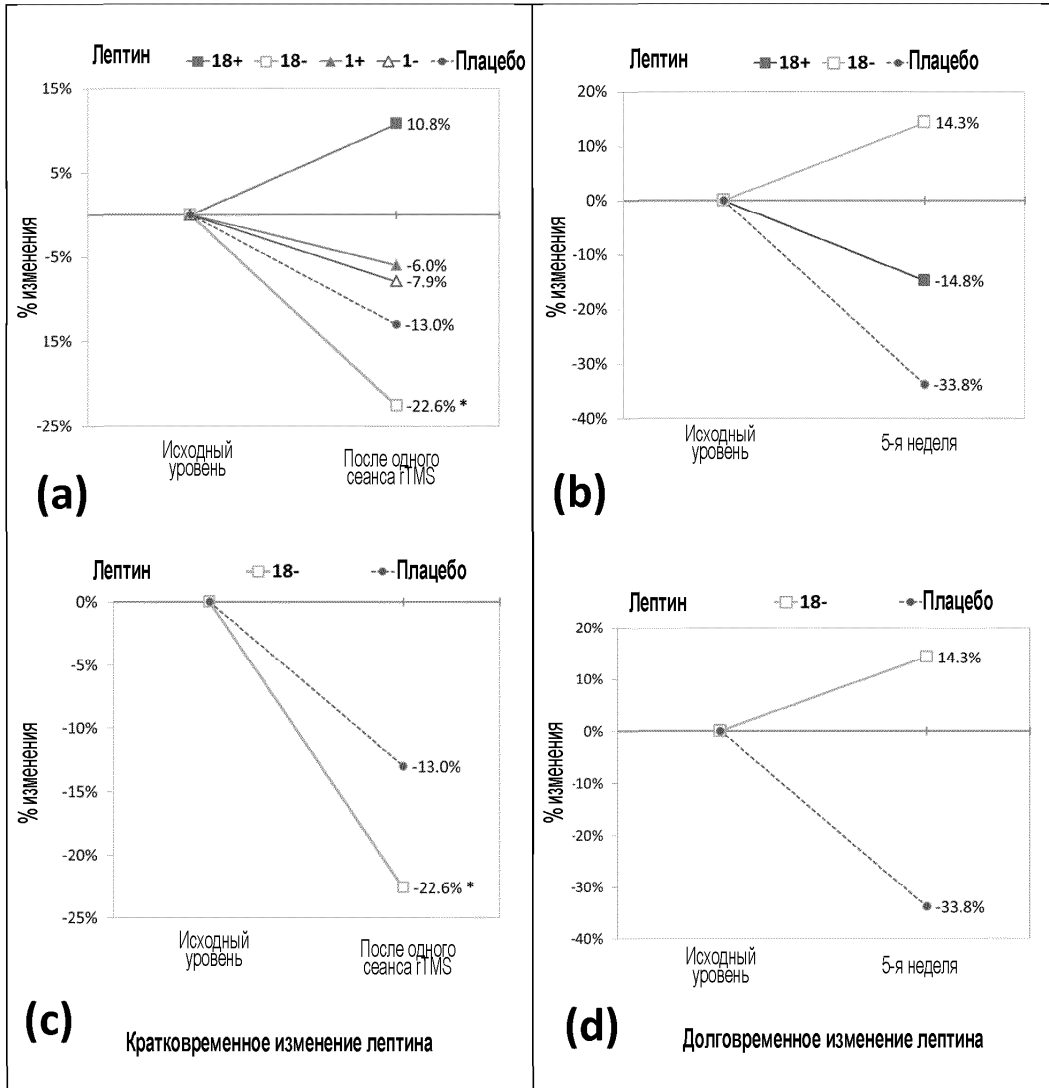 Лептин
18+ 18- 1+ 1- Плацебо
15%
10.8%
5%
-5%
-6.0%
-7.9%
-13.0%
15%
-22.6% *
-25%
% изменения
Исходный
уровень
После одного
сеанса rTMS
(a)
Лептин
18+ 18- Плацебо
20%
14.3%
10%
0%
-10%
-14.8%
-20%
-30%
-33.8%
-40%
% изменения
Исходный
уровень
5-я неделя
(b)
Лептин
18- Плацебо
0%
-5%
-10%
-13.0%
-15%
-20%
-22.6% *
-25%
% изменения
Исходный
уровень
После одного
сеанса rTMS
(c)
Кратковременное изменение лептина
Лептин
18- Плацебо
20%
14.3%
10%
0%
-10%
-20%
-30%
-33.8%
-40%
% изменения
Исходный
уровень
5-я неделя
(d)
Долговременное изменение лептина